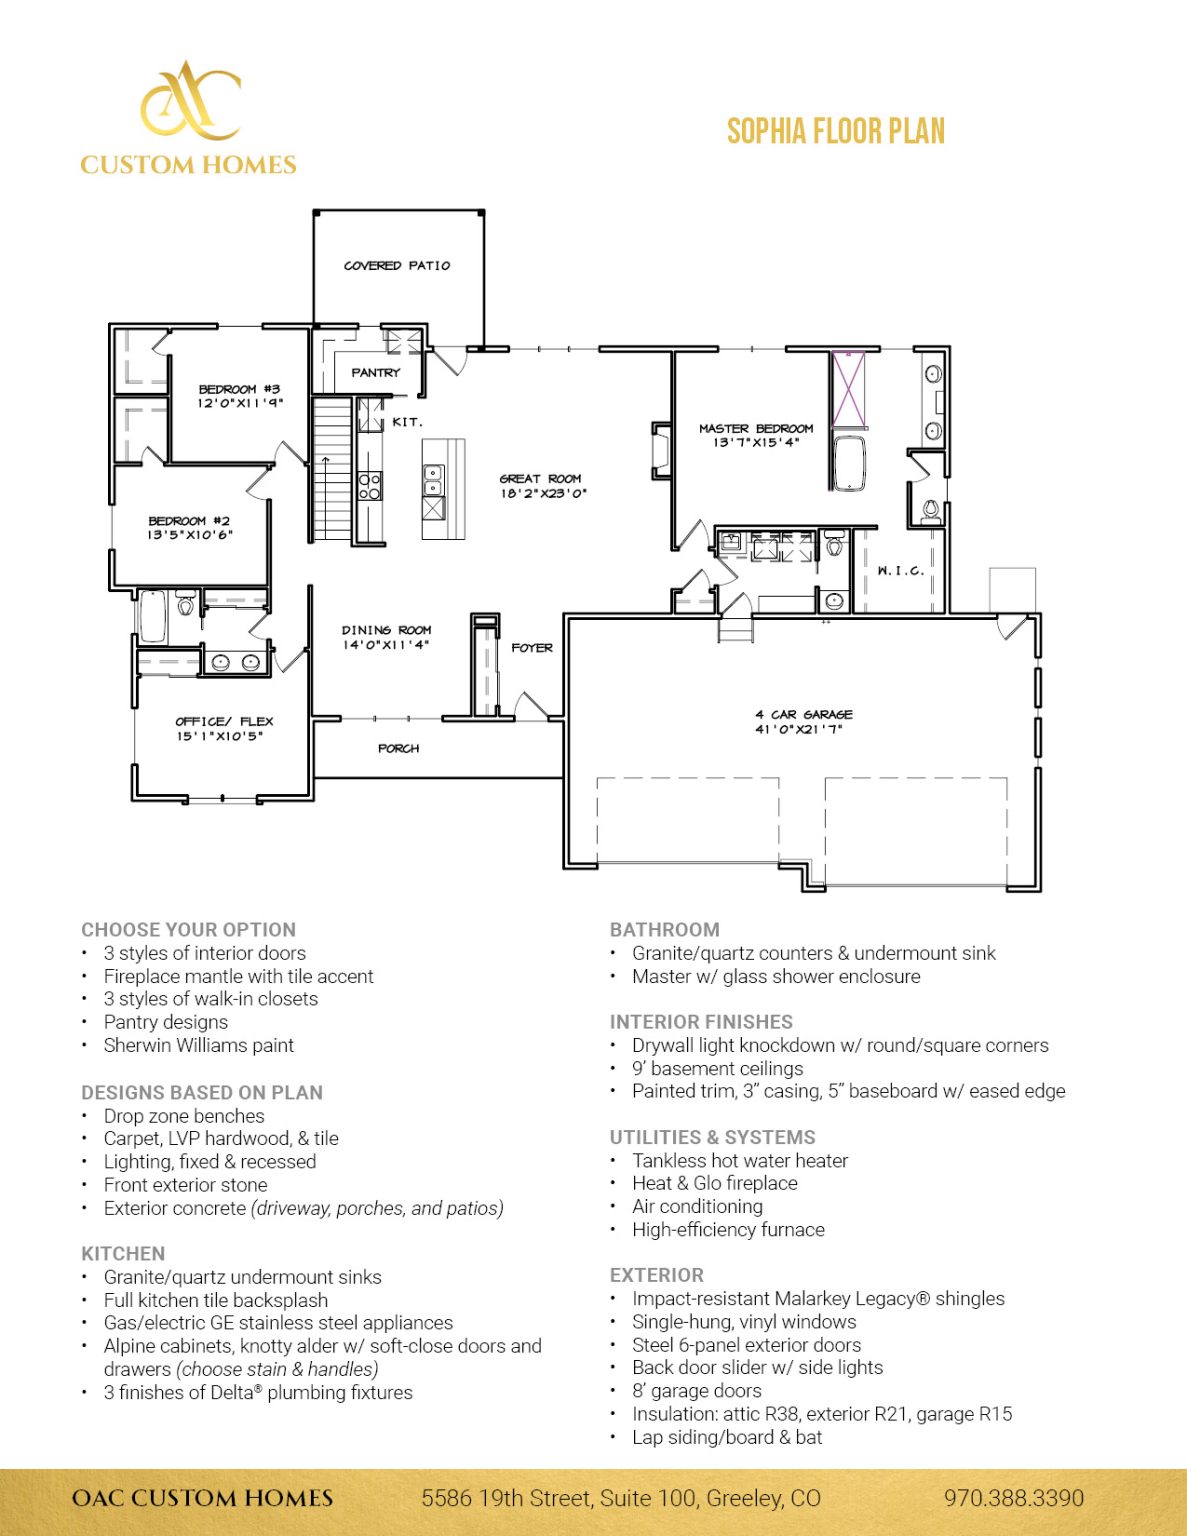 AC
CUSTOM HOMES
SOPHIA FLOOR PLAN
COVERED PATIO
BEDROOM #3
12'0"X11'9"
PANTRY
KIT.
MASTER BEDROOM
13'7"X15'4"
GREAT ROOM
18'2"X23'0"
BEDROOM #2
13'5"X10'6"
W.I.C.
DINING ROOM
14'0"X11'4"
FOYER
OFFICE/ FLEX
15'1"X10'5"
PORCH
4 CAR GARAGE
41'0"X21'7"
CHOOSE YOUR OPTION
• 3 styles of interior doors
• Fireplace mantle with tile accent
• 3 styles of walk-in closets
• Pantry designs
• Sherwin Williams paint
DESIGNS BASED ON PLAN
• Drop zone benches
• Carpet, LVP hardwood, & tile
• Lighting, fixed & recessed
• Front exterior stone
• Exterior concrete (driveway, porches, and patios)
KITCHEN
• Granite/quartz undermount sinks
• Full kitchen tile backsplash
• Gas/electric GE stainless steel appliances
• Alpine cabinets, knotty alder w/ soft-close doors and
drawers (choose stain & handles)
• 3 finishes of Delta® plumbing fixtures
BATHROOM
• Granite/quartz counters & undermount sink
• Master w/ glass shower enclosure
INTERIOR FINISHES
• Drywall light knockdown w/ round/square corners
• 9’ basement ceilings
• Painted trim, 3” casing, 5” baseboard w/ eased edge
UTILITIES & SYSTEMS
• Tankless hot water heater
• Heat & Glo fireplace
• Air conditioning
• High-efficiency furnace
EXTERIOR
• Impact-resistant Malarkey Legacy® shingles
• Single-hung, vinyl windows
• Steel 6-panel exterior doors
• Back door slider w/ side lights
• 8’ garage doors
• Insulation: attic R38, exterior R21, garage R15
• Lap siding/board & bat
OAC CUSTOM HOMES
5586 19th Street, Suite 100, Greeley, CO
970.388.3390